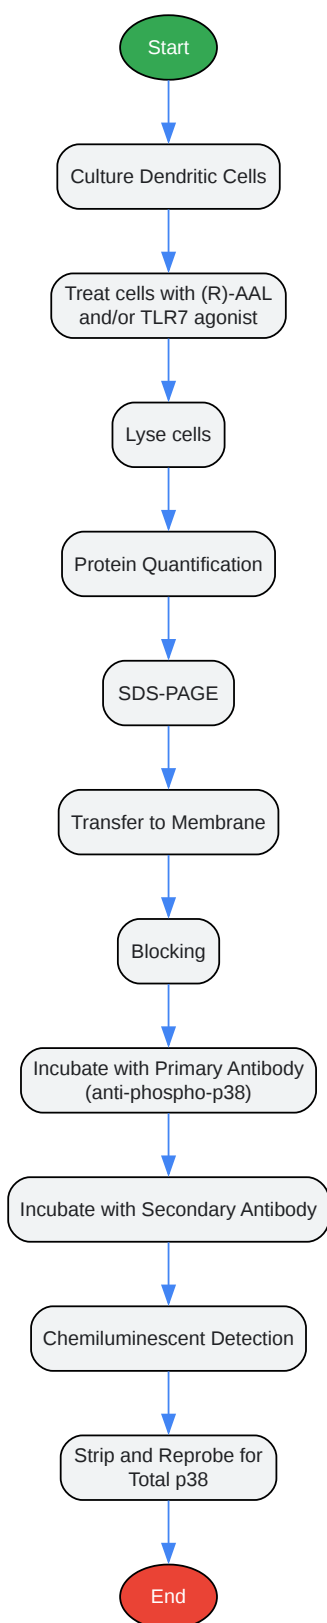 Start
Culture Dendritic Cells
Treat cells with (R)-AAL
and/or TLR7 agonist
Lyse cells
Protein Quantification
SDS-PAGE
Transfer to Membrane
Blocking
Incubate with Primary Antibody
(anti-phospho-p38)
Incubate with Secondary Antibody
Chemiluminescent Detection
Strip and Reprobe for
Total p38
End